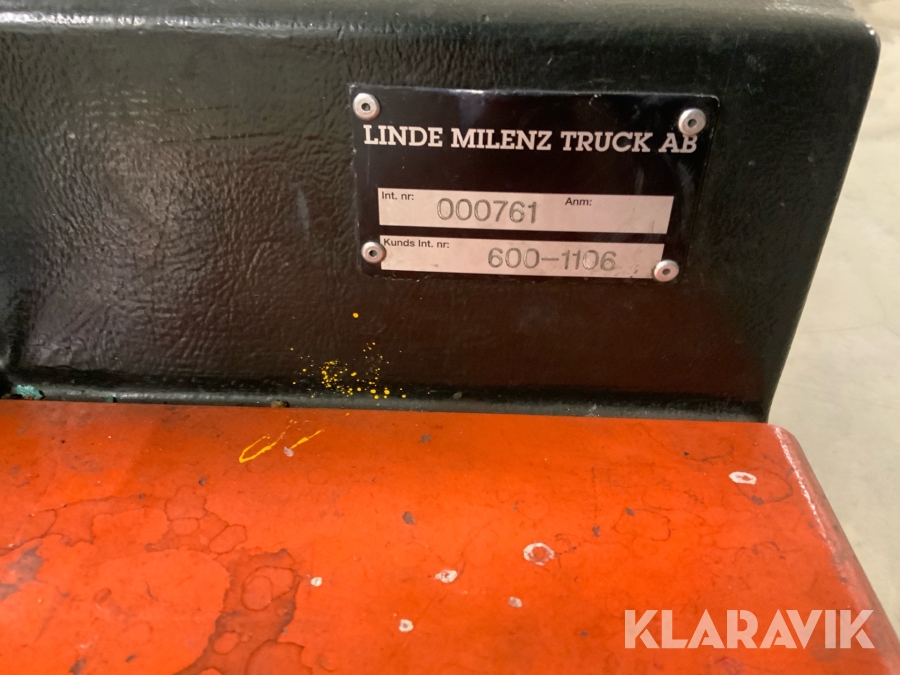 LINDE MILENZ TRUCK AB
Int. nr: 000761 Anm:
Kunds Int. nr: 600-1106
KLARAVIK